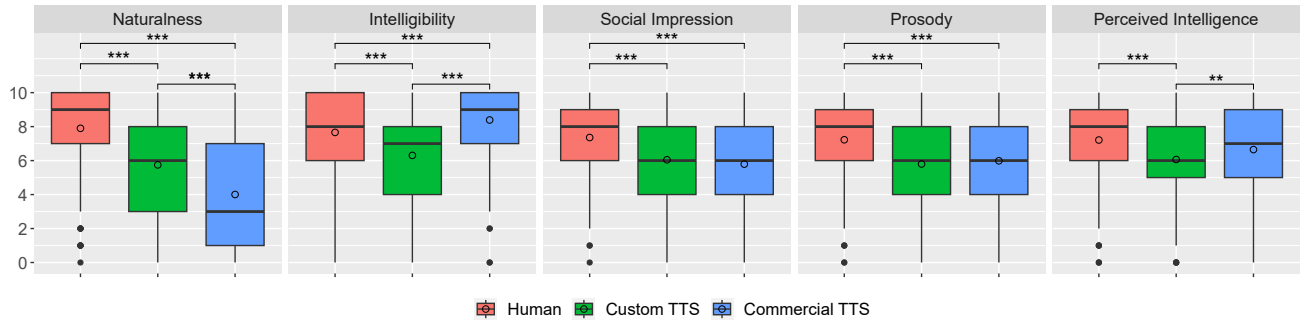 Naturalness Intelligibility Social Impression Prosody Perceived Intelligence
*** *** *** ***
*** *** *** *** ***
*** *** **
10
8
6
4
2
0
Human Custom TTS Commercial TTS